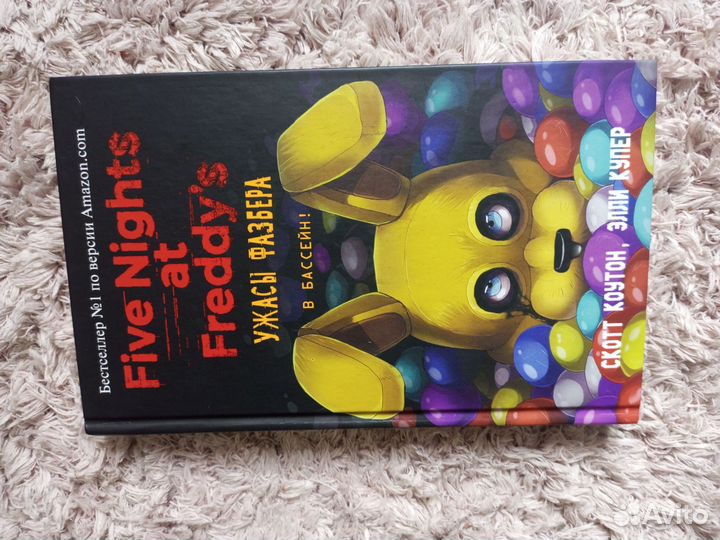 Бестселлер №1 по версии Amazon.com
Five Nights
at
Freddy's
УЖАСЫ ФАЗБЕРА
В БАССЕЙН!
СКОТТ КОУТОН, ЭЛЛИ КУПЕР
Avito